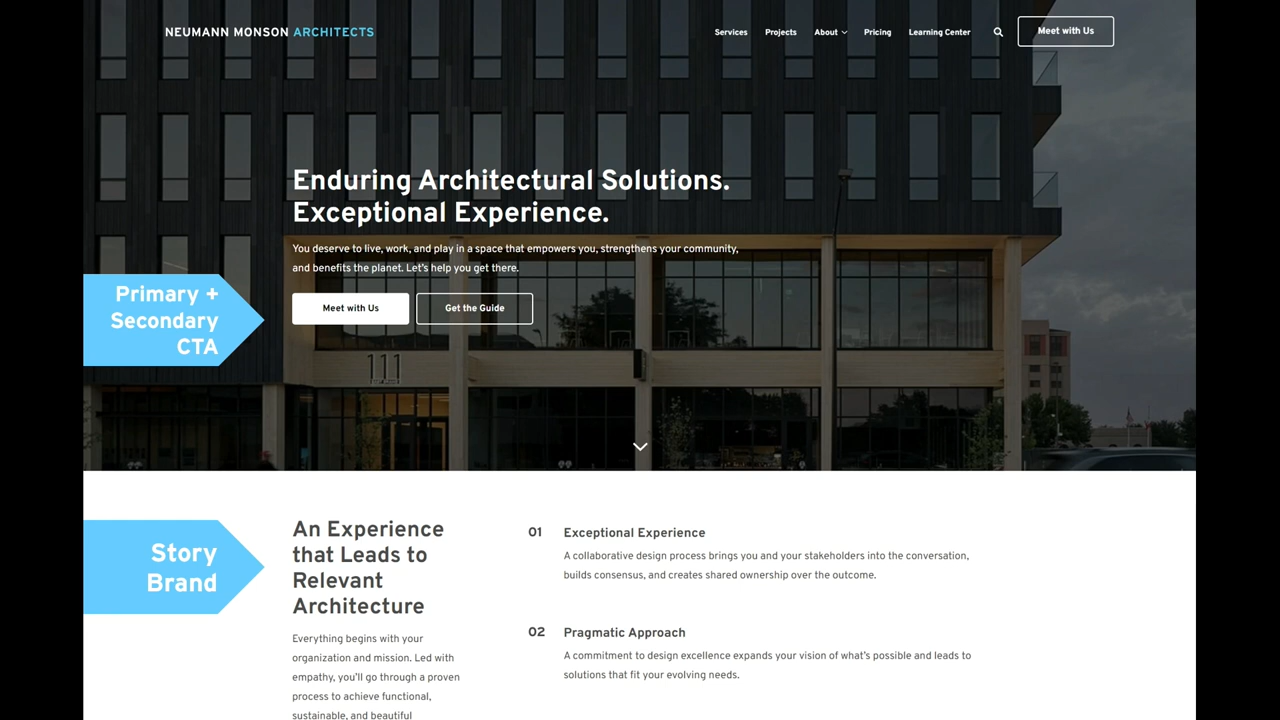 NEUMANN MONSON ARCHITECTS
Services Projects About Pricing Learning Center Meet with Us
Enduring Architectural Solutions.
Exceptional Experience.
You deserve to live, work, and play in a space that empowers you, strengthens your community,
and benefits the planet. Let's help you get there.
Meet with Us Get the Guide
Primary +
Secondary
CTA
111
Story
Brand
An Experience
that Leads to
Relevant
Architecture
Everything begins with your
organization and mission. Led with
empathy, you'll go through a proven
process to achieve functional,
sustainable, and beautiful
01 Exceptional Experience
A collaborative design process brings you and your stakeholders into the conversation,
builds consensus, and creates shared ownership over the outcome.
02 Pragmatic Approach
A commitment to design excellence expands your vision of what's possible and leads to
solutions that fit your evolving needs.